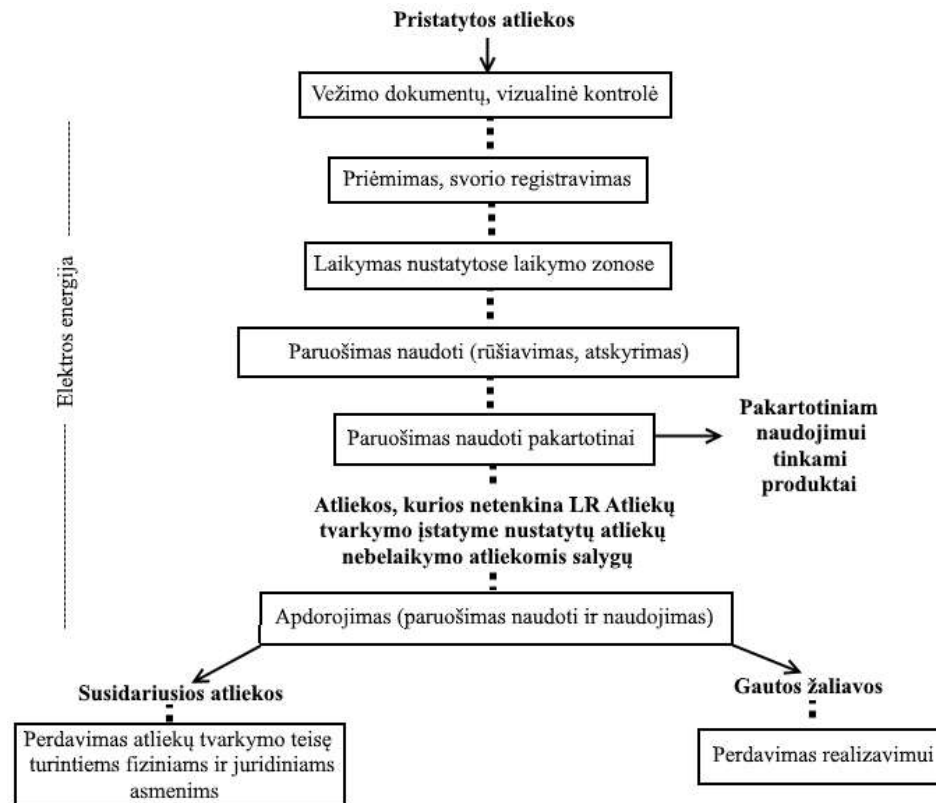 Pristatytos atliekos
Vežimo dokumentų, vizualinė kontrolė
Priėmimas, svorio registravimas
Laikymas nustatytose laikymo zonose
Elektros energija
Paruošimas naudoti (rūšiavimas, atskyrimas)
Paruošimas naudoti pakartotinai
Pakartotiniam
naudojimui
tinkami
produktai
Atliekos, kurios netenkina LR Atliekų
tvarkymo įstatyme nustatytų atliekų
nebelaikymo atliekomis salygų
Apdorojimas (paruošimas naudoti ir naudojimas)
Susidariusios atliekos
Perdavimas atliekų tvarkymo teisę
turintiems fiziniams ir juridiniams
asmenims
Gautos žaliavos
Perdavimas realizavimui